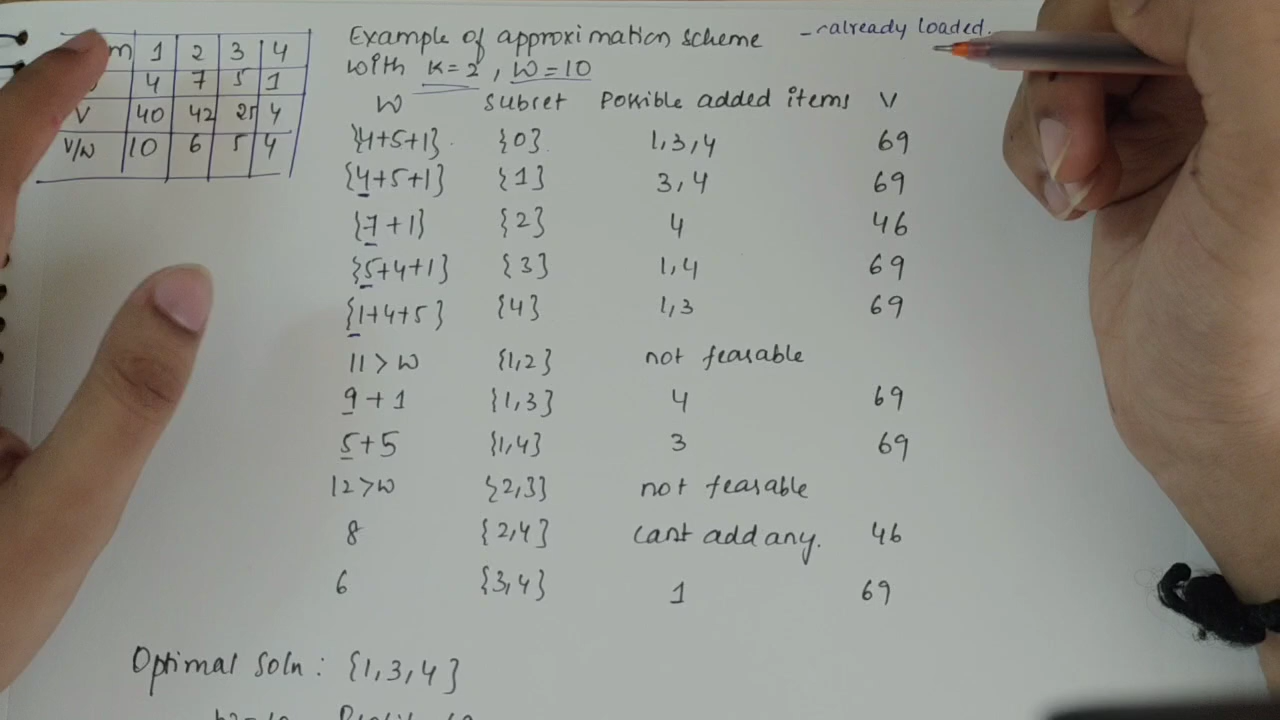 1 2 3 4
4 7 5 1
V 40 42 25 4
V/W 10 6 5 4
Example of approximation scheme - already loaded.
with K=2, W=10
W subset Possible added items V
{4+5+1} {0} 1,3,4 69
{4+5+1} {1} 3,4 69
{7+1} {2} 4 46
{5+4+1} {3} 1,4 69
{1+4+5} {4} 1,3 69
11>W {1,2} not feasable
9+1 {1,3} 4 69
5+5 {1,4} 3 69
12>W {2,3} not feasable
8 {2,4} cant add any. 46
6 {3,4} 1 69
Optimal soln: {1,3,4}